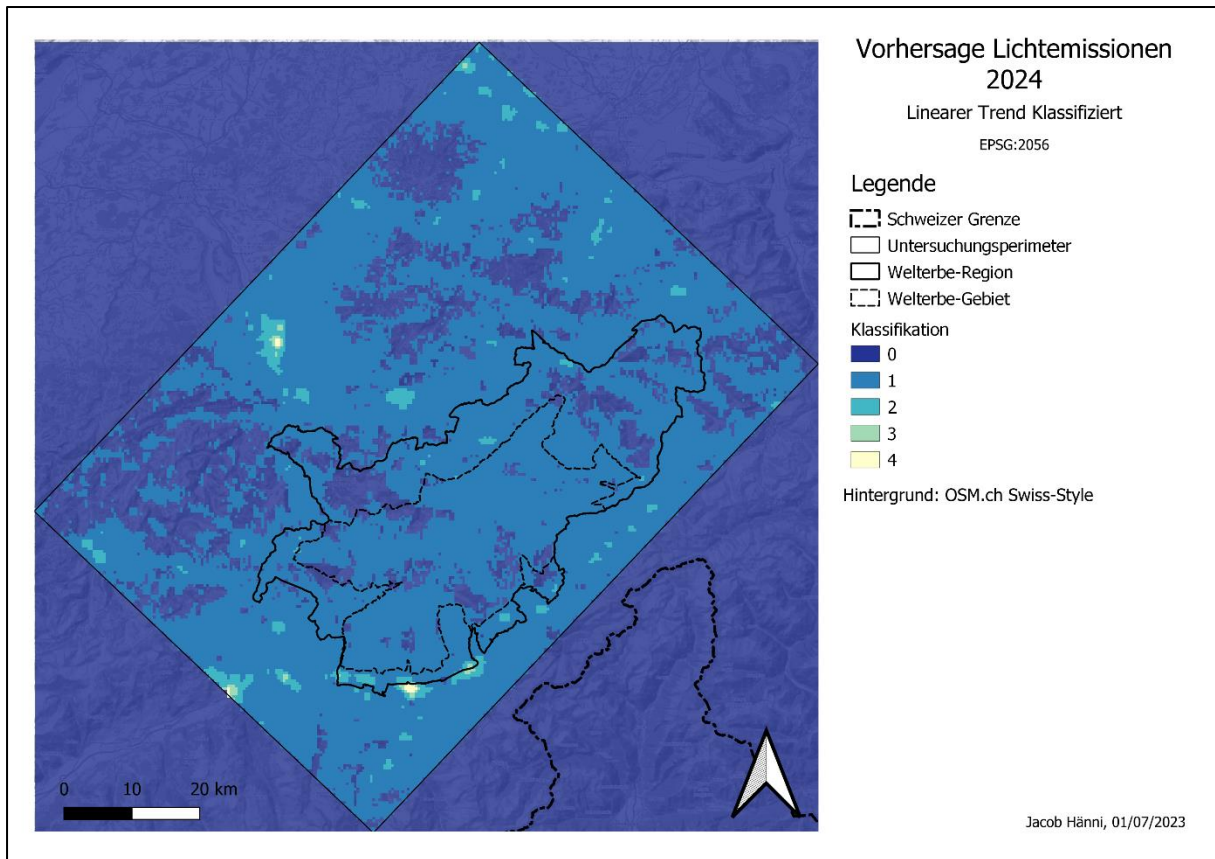 Vorhersage Lichtemissionen
2024
Linearer Trend Klassifiziert
EPSG:2056
Legende
Schweizer Grenze
Untersuchungsperimeter
Welterbe-Region
Welterbe-Gebiet
Klassifikation
0
1
2
3
4
Hintergrund: OSM.ch Swiss-Style
0 10 20 km
Jacob Hänni, 01/07/2023